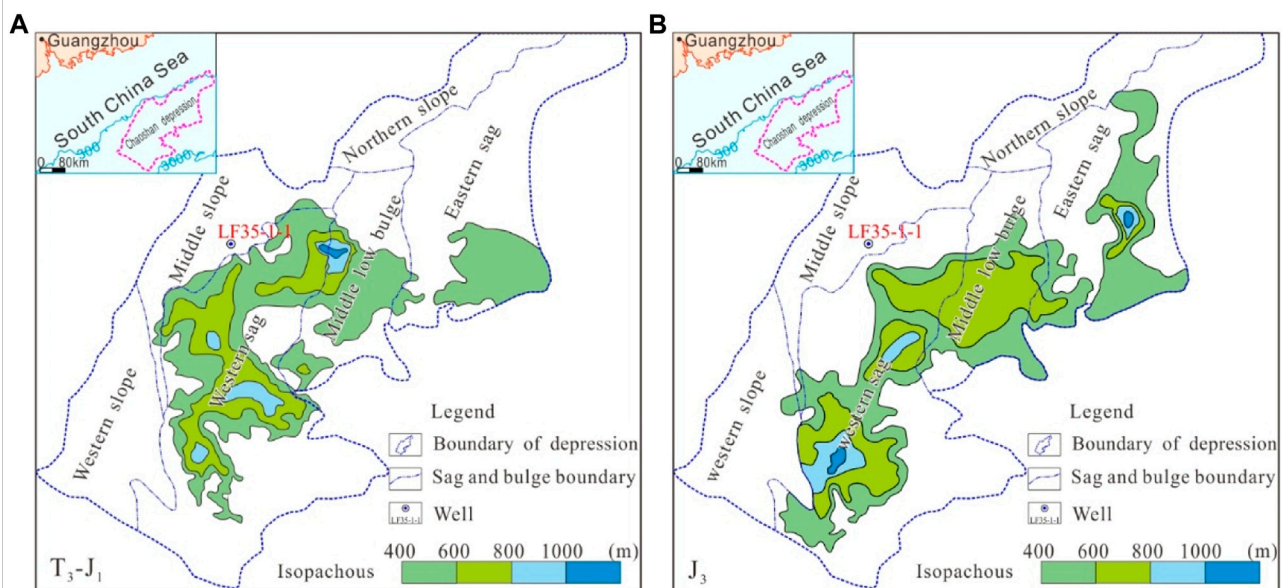 A
Guangzhou
South China Sea
Chaoshan depression
300
3000
0 80km
Northern slope
Eastern sag
Middle slope
LF35-1-1
Middle low bulge
Western sag
Western slope
Legend
Boundary of depression
Sag and bulge boundary
LF35-1-1 Well
400 600 800 1000 (m)
T3-J1 Isopachous
B
Guangzhou
South China Sea
Chaoshan depression
300
3000
0 80km
Northern slope
Eastern sag
Middle slope
LF35-1-1
Middle low bulge
western sag
western slope
Legend
Boundary of depression
Sag and bulge boundary
LF35-1-1 Well
400 600 800 1000 (m)
J3 Isopachous